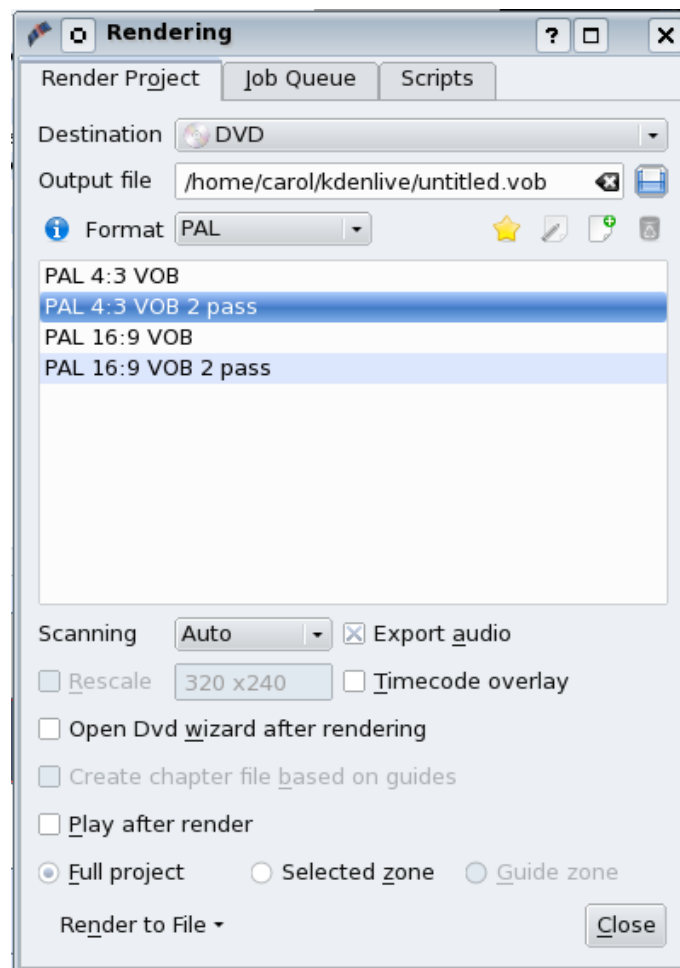 Rendering
Render Project Job Queue Scripts
Destination DVD
Output file /home/carol/kdenlive/untitled.vob
Format PAL
PAL 4:3 VOB
PAL 4:3 VOB 2 pass
PAL 16:9 VOB
PAL 16:9 VOB 2 pass
Scanning Auto Export audio
Rescale 320 x240 Timecode overlay
Open Dvd wizard after rendering
Create chapter file based on guides
Play after render
Full project Selected zone Guide zone
Render to File Close